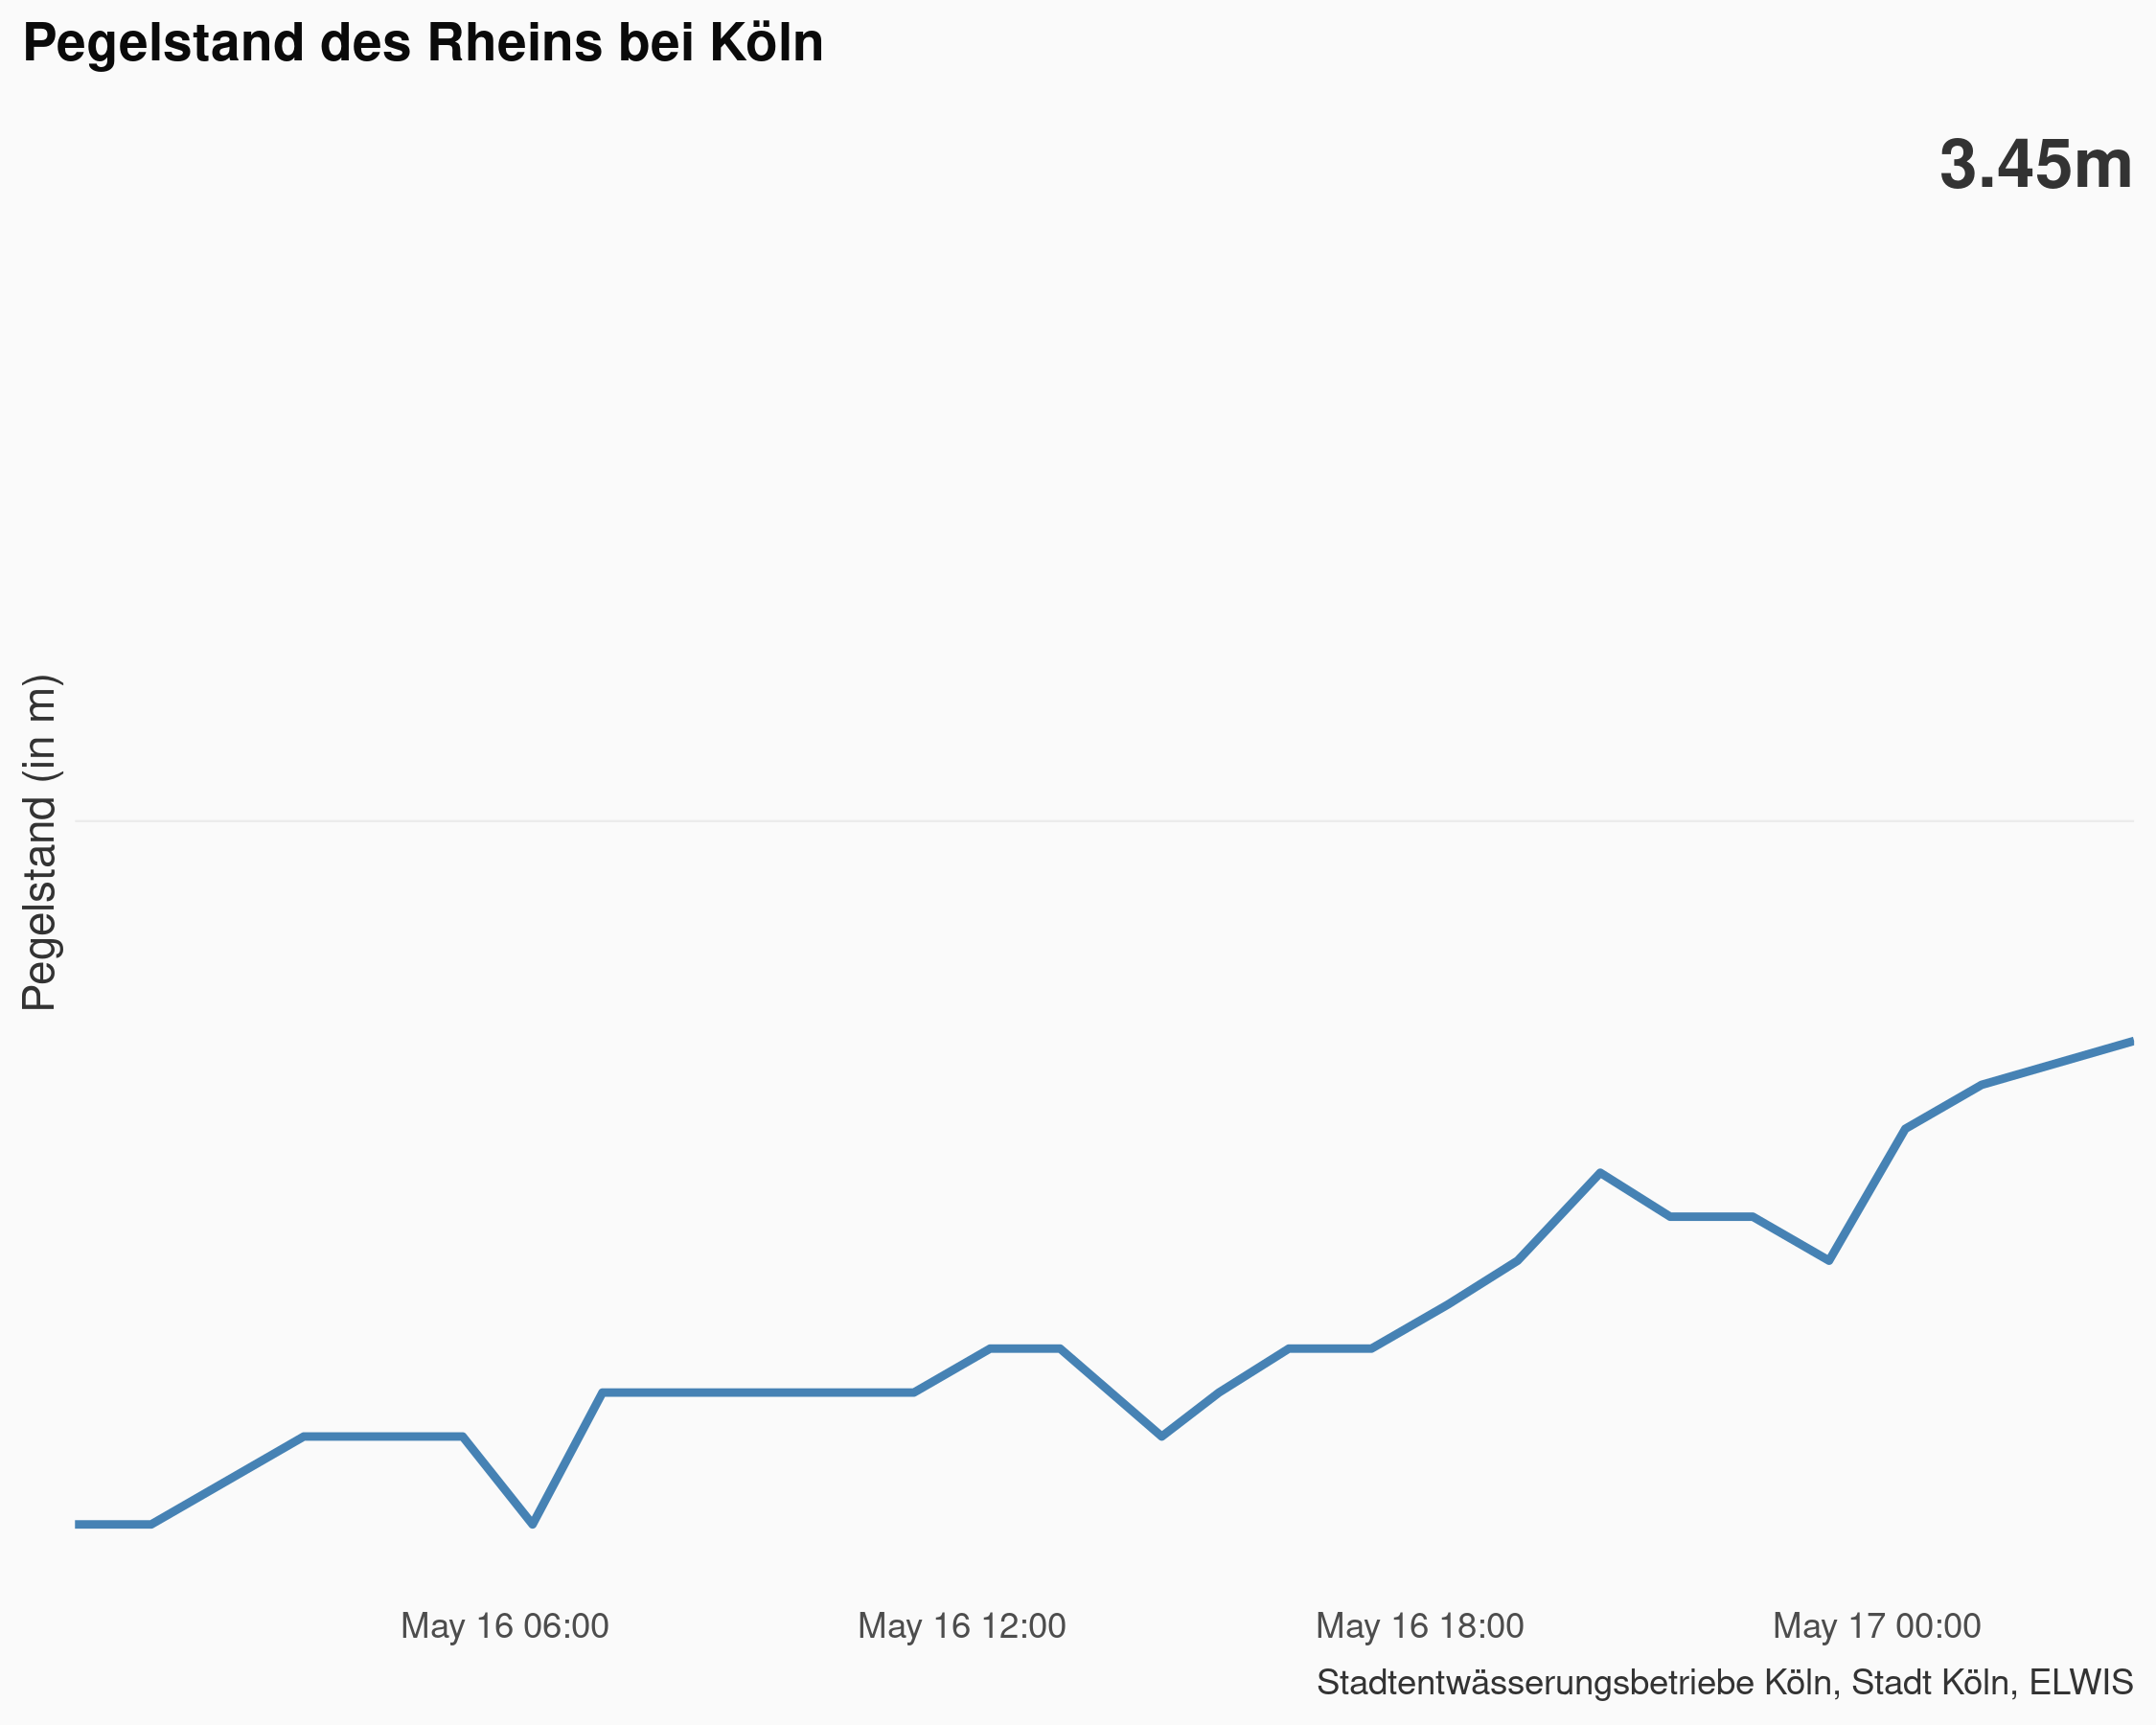 Pegelstand des Rheins bei Köln
3.45m
Pegelstand (in m)
May 16 06:00
May 16 12:00
May 16 18:00
May 17 00:00
Stadtentwässerungsbetriebe Köln, Stadt Köln, ELWIS